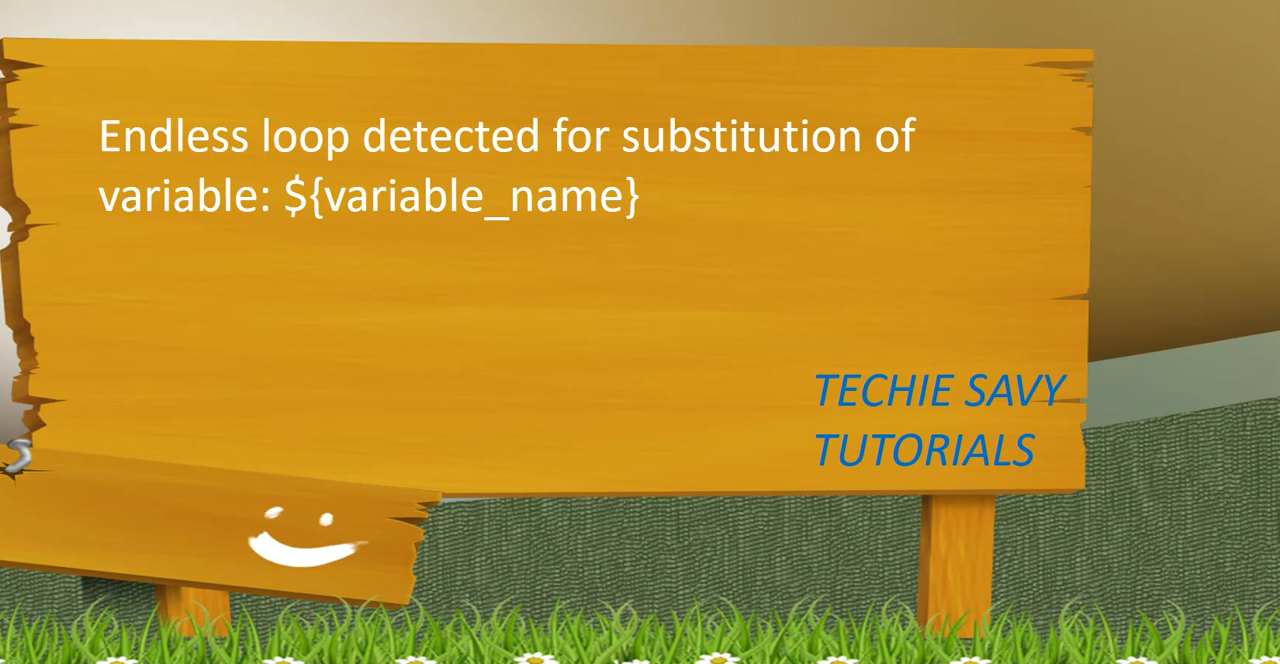 Endless loop detected for substitution of
variable: ${variable_name}
TECHIE SAVY
TUTORIALS